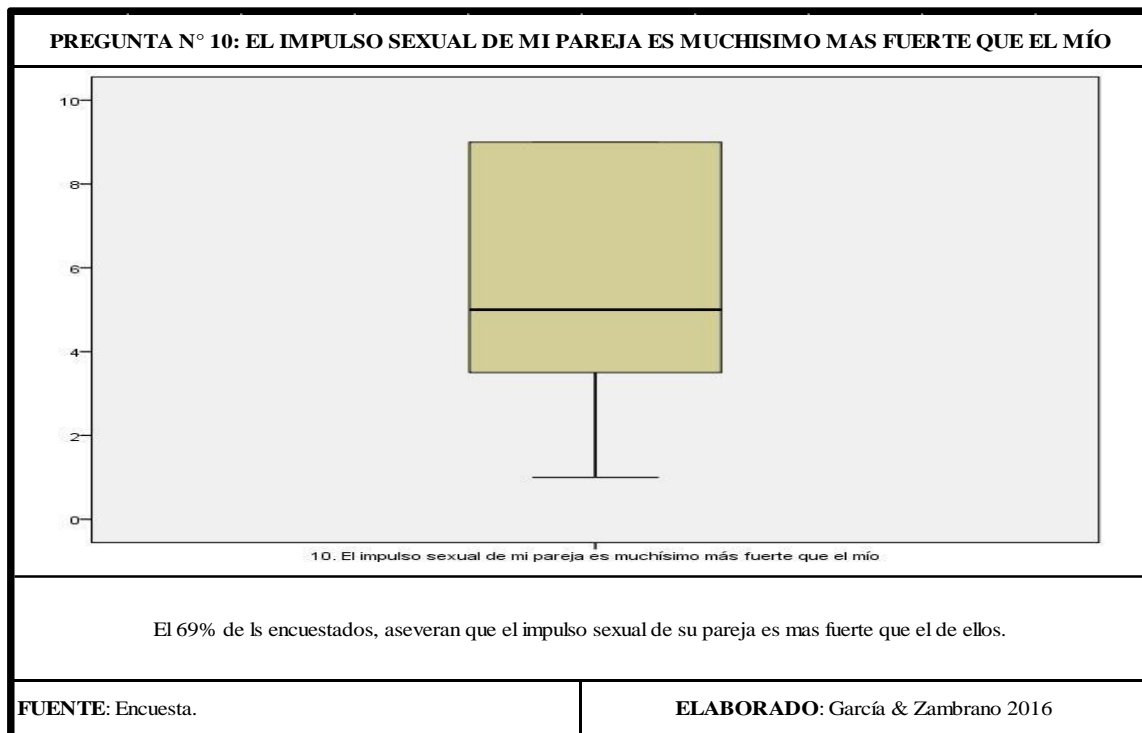 PREGUNTA N° 10: EL IMPULSO SEXUAL DE MI PAREJA ES MUCHISIMO MAS FUERTE QUE EL MÍO
10
8
6
4
2
0
10. El impulso sexual de mi pareja es muchísimo más fuerte que el mío
El 69% de ls encuestados, aseveran que el impulso sexual de su pareja es mas fuerte que el de ellos.
FUENTE: Encuesta.
ELABORADO: García & Zambrano 2016